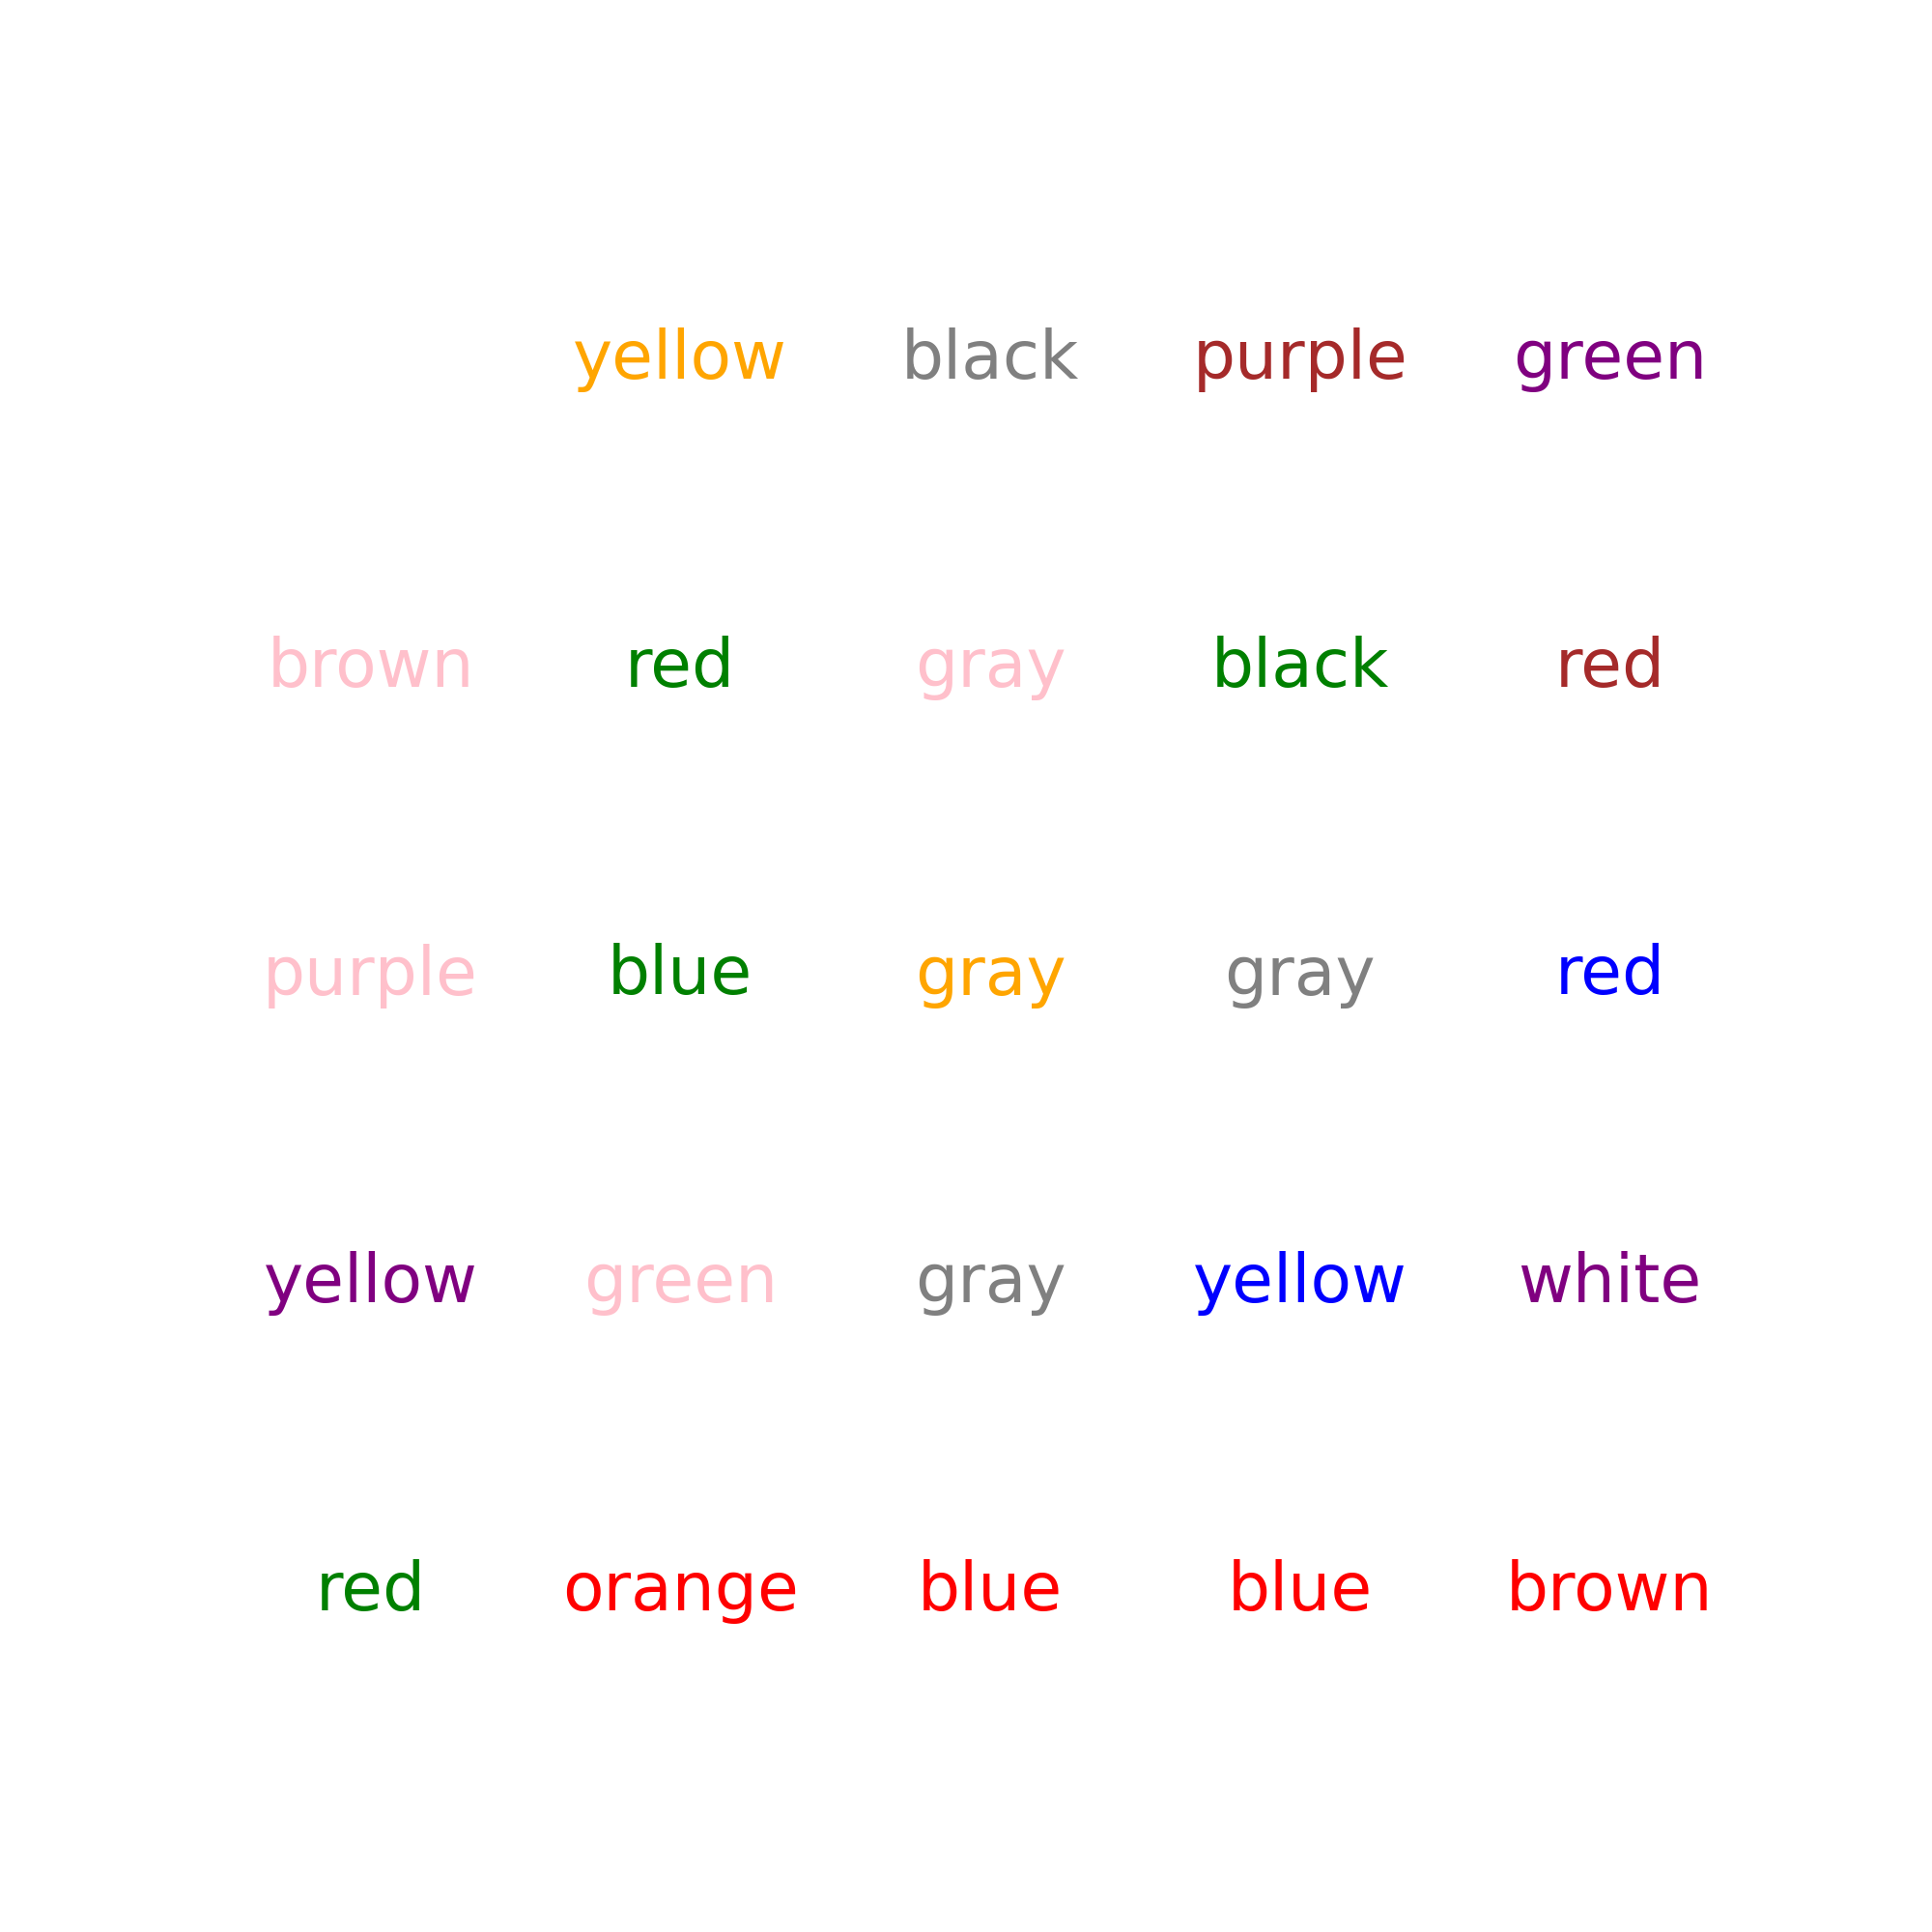 yellow black purple green
brown red gray black red
purple blue gray gray red
yellow green gray yellow white
red orange blue blue brown